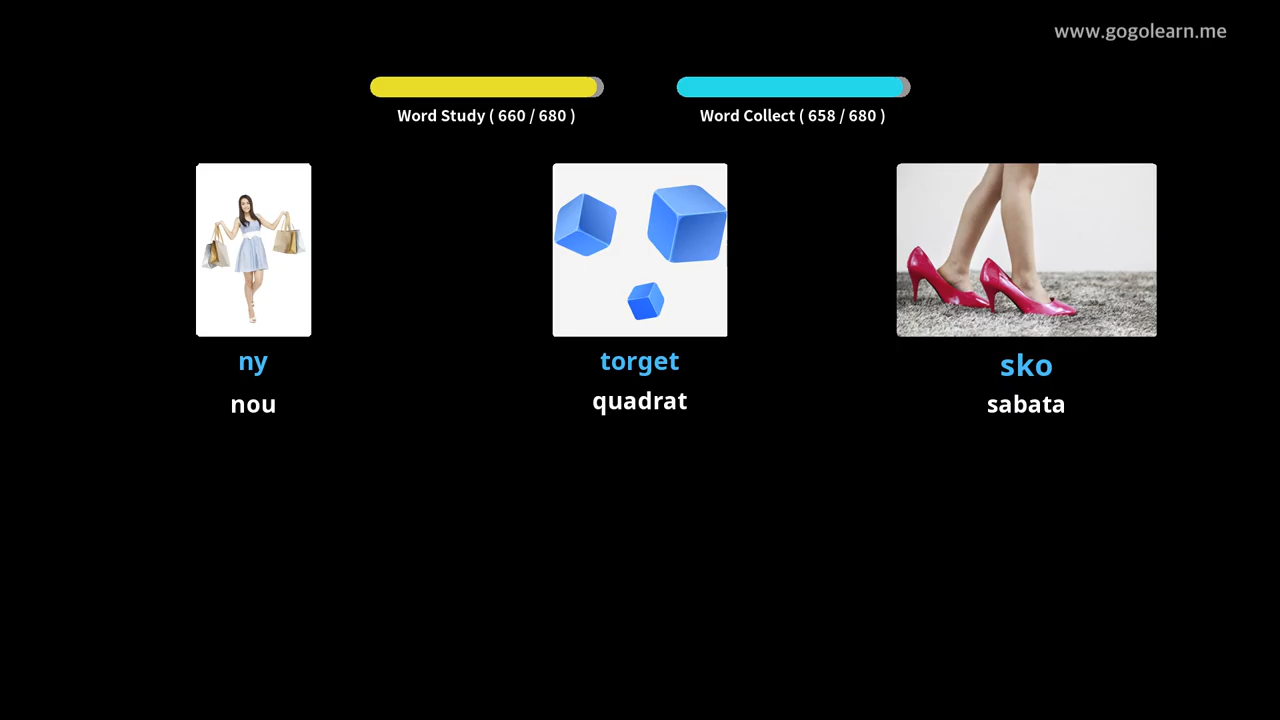 www.gogolearn.me
Word Study ( 660 / 680 )
Word Collect ( 658 / 680 )
ny
torget
sko
nou
quadrat
sabata